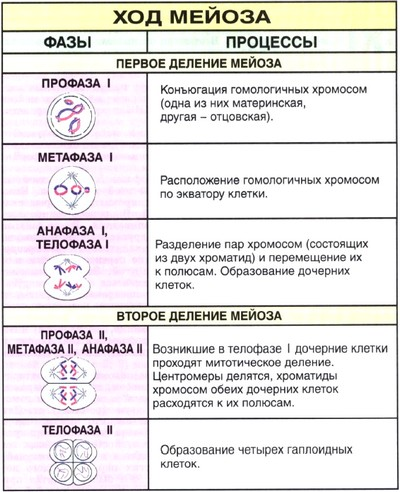 ХОД МЕЙОЗА
ФАЗЫ
ПРОЦЕССЫ
ПЕРВОЕ ДЕЛЕНИЕ МЕЙОЗА
ПРОФАЗА I
Конъюгация гомологичных хромосом
(одна из них материнская,
другая – отцовская).
МЕТАФАЗА I
Расположение гомологичных хромосом
по экватору клетки.
АНАФАЗА I,
ТЕЛОФАЗА I
Разделение пар хромосом (состоящих
из двух хроматид) и перемещение их
к полюсам. Образование дочерних
клеток.
ВТОРОЕ ДЕЛЕНИЕ МЕЙОЗА
ПРОФАЗА II,
МЕТАФАЗА II, АНАФАЗА II
Возникшие в телофазе I дочерние клетки
проходят митотическое деление.
Центромеры делятся, хроматиды
хромосом обеих дочерних клеток
расходятся к их полюсам.
ТЕЛОФАЗА II
Образование четырех гаплоидных
клеток.